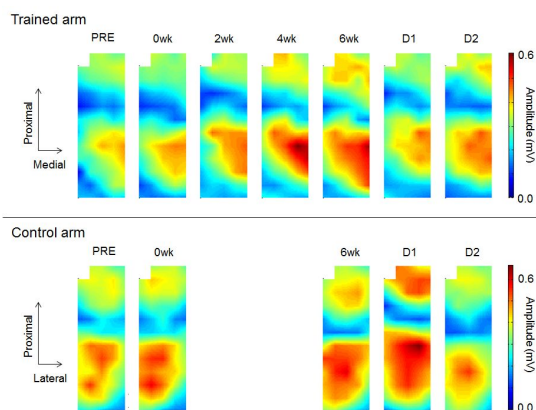 Trained arm
PRE 0wk 2wk 4wk 6wk D1 D2
Proximal
Medial
0.6
Amplitude (mV)
0.0
Control arm
PRE 0wk 6wk D1 D2
Proximal
Lateral
0.6
Amplitude (mV)
0.0